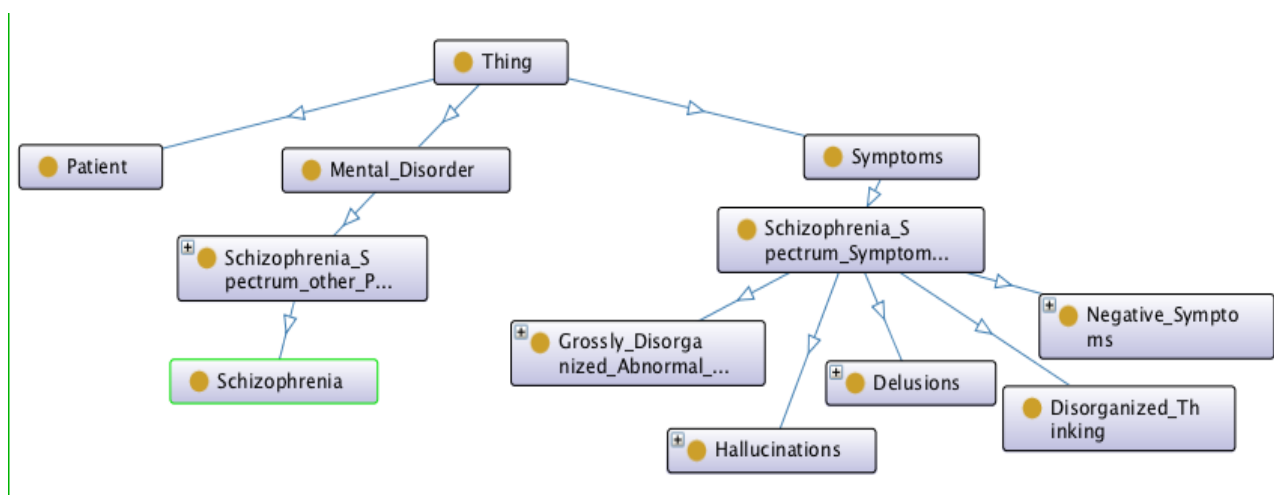 Thing
Patient
Mental_Disorder
Symptoms
Schizophrenia_S
pectrum_other_P...
Schizophrenia_S
pectrum_Symptom...
Schizophrenia
Grossly_Disorga
nized_Abnormal_...
Hallucinations
Delusions
Disorganized_Th
inking
Negative_Sympto
ms